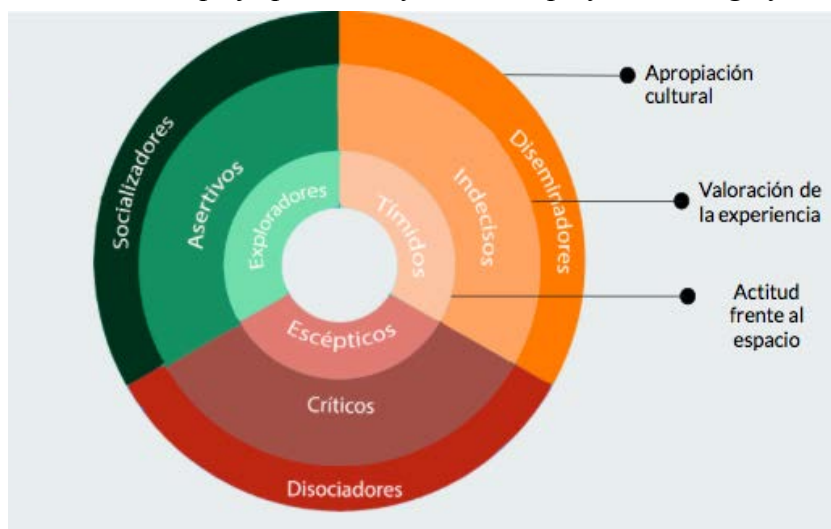 Socializadores
Asertivos
Exploradores
Tímidos
Indecisos
Diseminadores
Escépticos
Críticos
Disociadores
Apropiación
cultural
Valoración de
la experiencia
Actitud
frente al
espacio